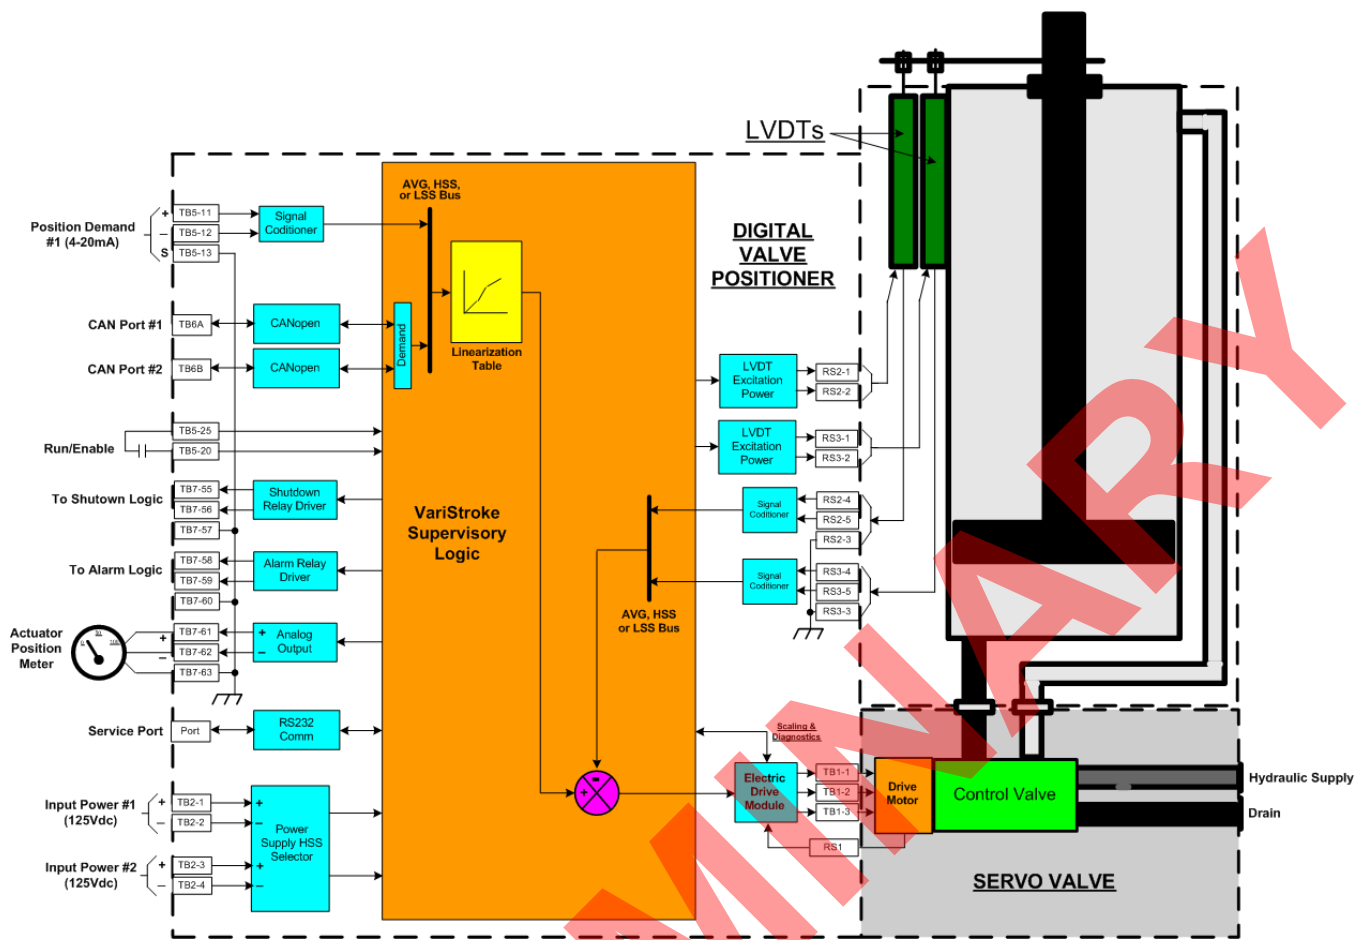 LVDTs
AVG, HSS,
or LSS Bus
Position Demand
#1 (4-20mA)
+
TB5-11
−
TB5-12
S
TB5-13
Signal
Coditioner
DIGITAL
VALVE
POSITIONER
CAN Port #1
TB6A
CANopen
CAN Port #2
TB6B
CANopen
Demand
Linearization
Table
LVDT
Excitation
Power
RS2-1
RS2-2
Run/Enable
TB5-25
TB5-20
LVDT
Excitation
Power
RS3-1
RS3-2
To Shutown Logic
TB7-55
TB7-56
TB7-57
Shutdown
Relay Driver
VariStroke
Supervisory
Logic
Signal
Coditioner
RS2-4
RS2-5
RS2-3
To Alarm Logic
TB7-58
TB7-59
TB7-60
Alarm Relay
Driver
Signal
Coditioner
RS3-4
RS3-5
RS3-3
AVG, HSS
or LSS Bus
Actuator
Position
Meter
+
−
TB7-61
TB7-62
TB7-63
+
−
Analog
Output
Service Port
Port
RS232
Comm
Scaling &
Diagnostics
Input Power #1
(125Vdc)
+
−
TB2-1
TB2-2
+
−
Power
Supply HSS
Selector
Input Power #2
(125Vdc)
+
−
TB2-3
TB2-4
+
−
-
+
Electric
Drive
Module
TB1-1
TB1-2
TB1-3
RS1
Drive
Motor
Control Valve
Hydraulic Supply
Drain
SERVO VALVE
MINARY